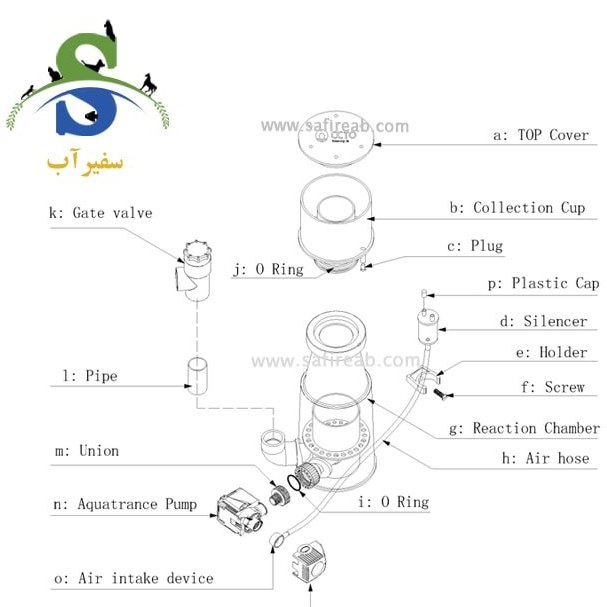 www.safireab.com
OCTO
a: TOP Cover
سفیر آب
b: Collection Cup
k: Gate valve
c: Plug
j: O Ring
p: Plastic Cap
d: Silencer
e: Holder
www.safireab.com
l: Pipe
f: Screw
g: Reaction Chamber
m: Union
h: Air hose
n: Aquatrance Pump
i: O Ring
o: Air intake device